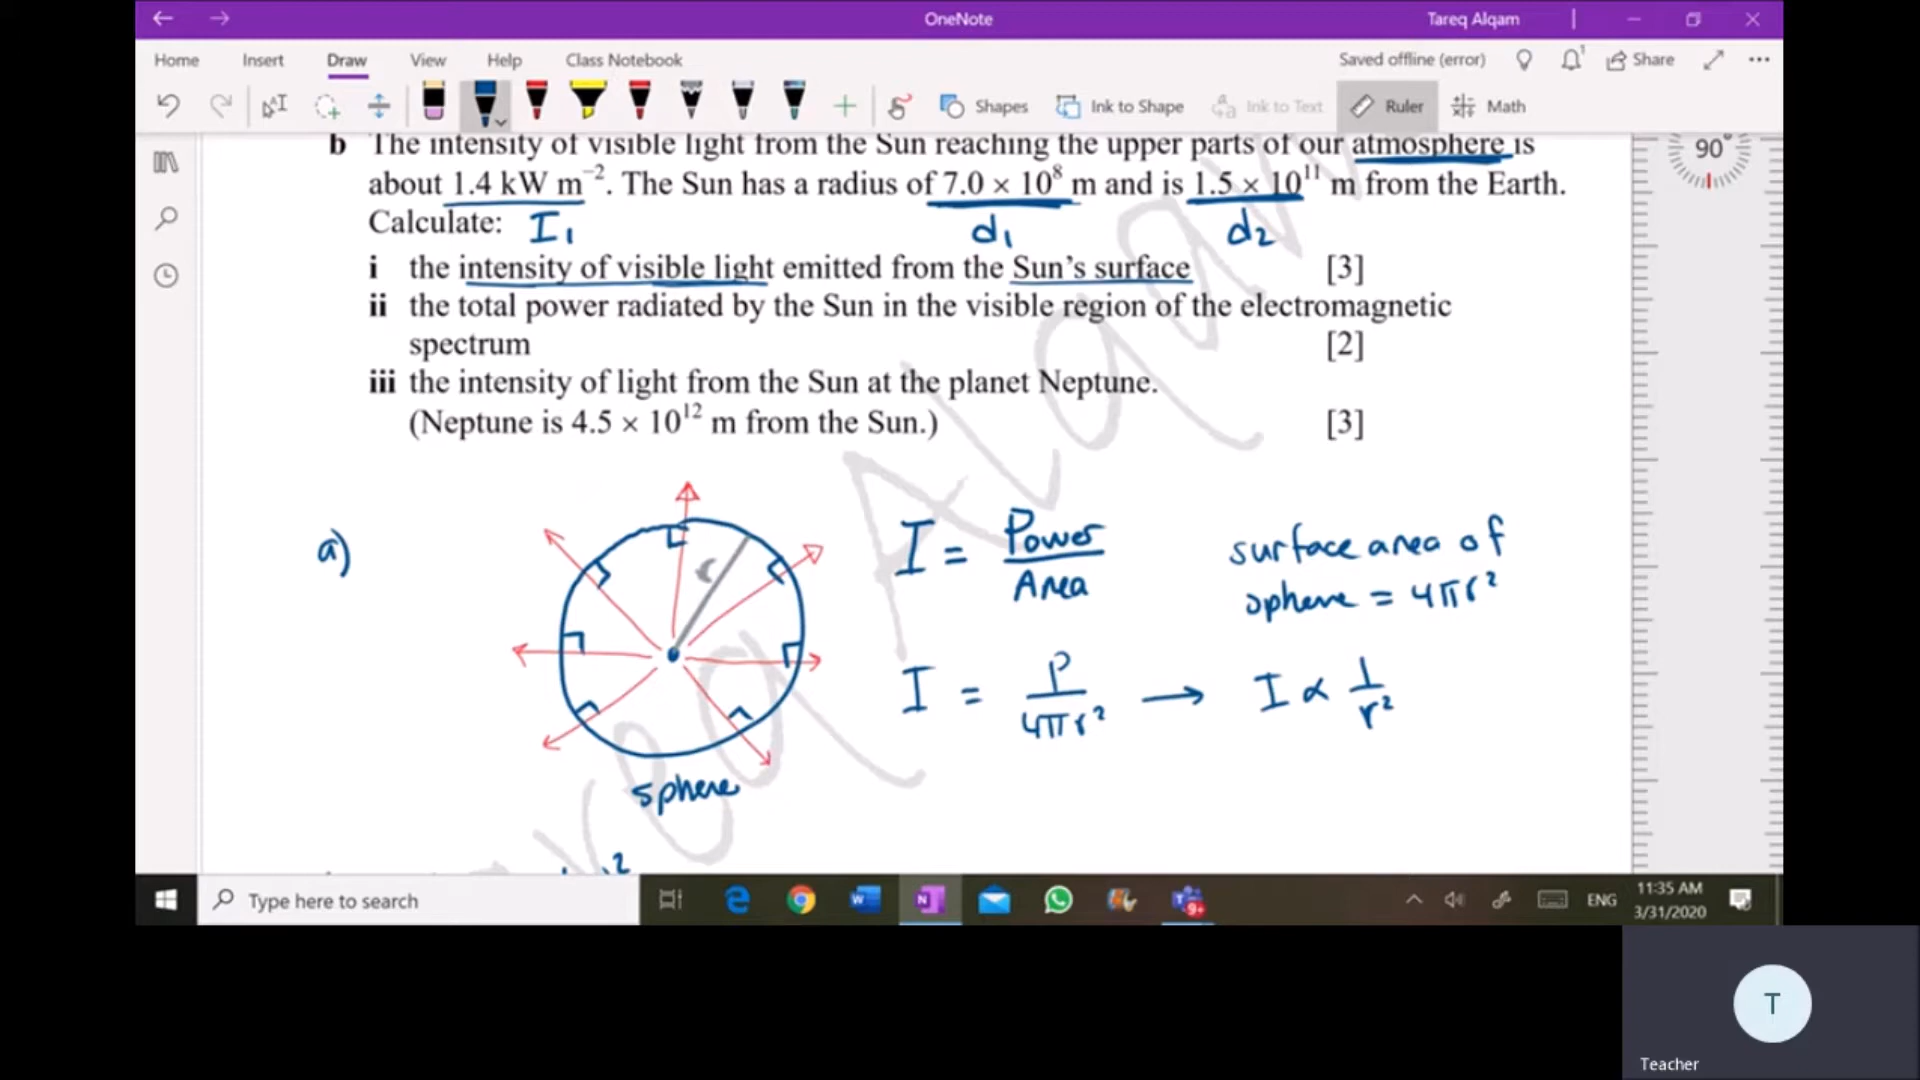 OneNote
Tareq Alqam
Home Insert Draw View Help Class Notebook
Saved offline (error) Share
Shapes Ink to Shape Ink to Text Ruler Math
90°
b The intensity of visible light from the Sun reaching the upper parts of our atmosphere is
about 1.4 kW m⁻². The Sun has a radius of 7.0 × 10⁸ m and is 1.5 × 10¹¹ m from the Earth.
Calculate: I₁ d₁ d₂
i the intensity of visible light emitted from the Sun's surface [3]
ii the total power radiated by the Sun in the visible region of the electromagnetic
spectrum [2]
iii the intensity of light from the Sun at the planet Neptune.
(Neptune is 4.5 × 10¹² m from the Sun.) [3]
a)
r
sphere
I = Power / Area
surface area of
sphere = 4πr²
I = P / 4πr² → I ∝ 1 / r²
Tareq Alqam
Type here to search
9+
ENG
11:35 AM
3/31/2020
T
Teacher